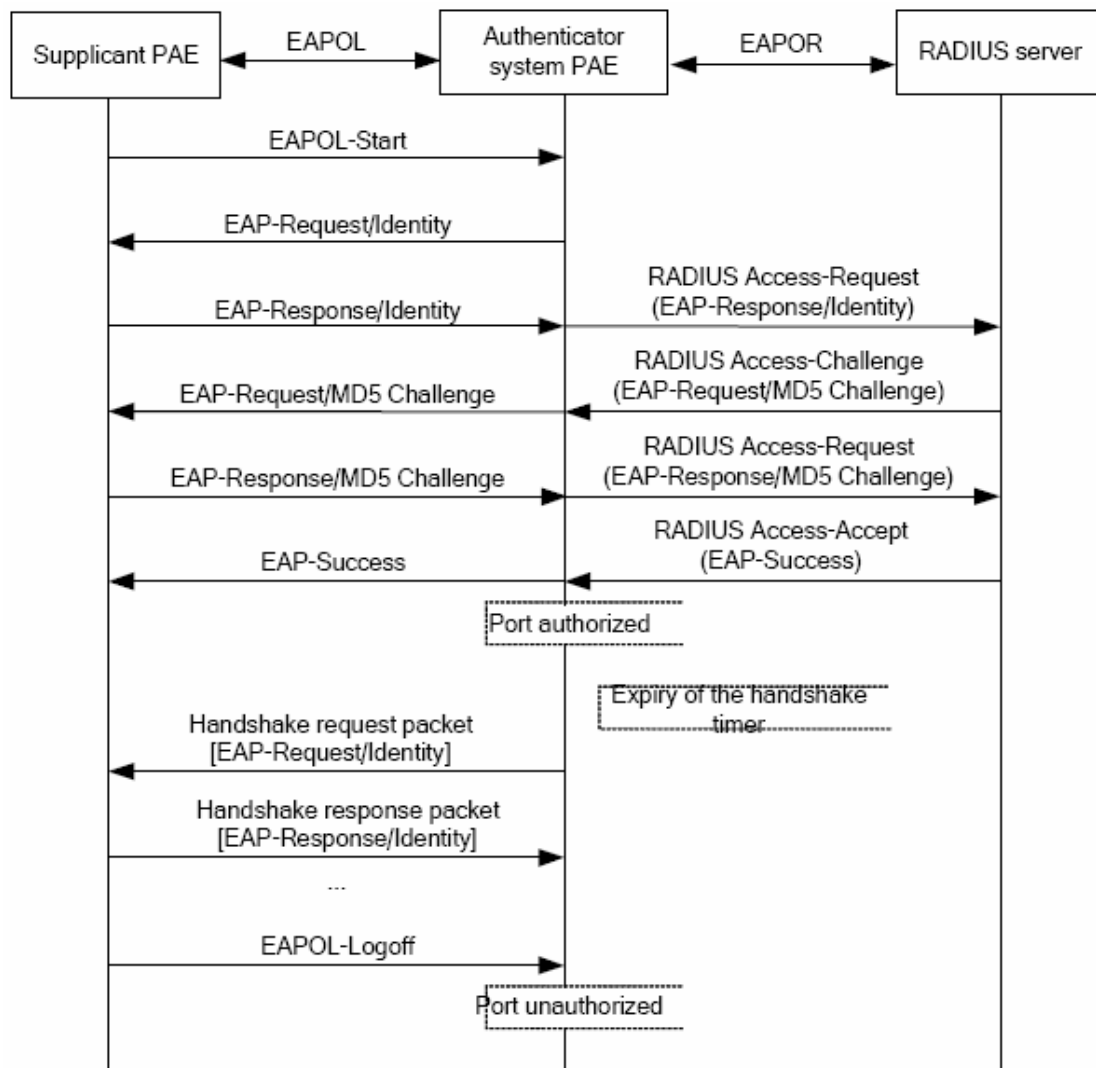 Supplicant PAE
EAPOL
Authenticator
system PAE
EAPOR
RADIUS server
EAPOL-Start
EAP-Request/Identity
EAP-Response/Identity
RADIUS Access-Request
(EAP-Response/Identity)
EAP-Request/MD5 Challenge
RADIUS Access-Challenge
(EAP-Request/MD5 Challenge)
EAP-Response/MD5 Challenge
RADIUS Access-Request
(EAP-Response/MD5 Challenge)
EAP-Success
RADIUS Access-Accept
(EAP-Success)
Port authorized
Expiry of the handshake
timer
Handshake request packet
[EAP-Request/Identity]
Handshake response packet
[EAP-Response/Identity]
...
EAPOL-Logoff
Port unauthorized